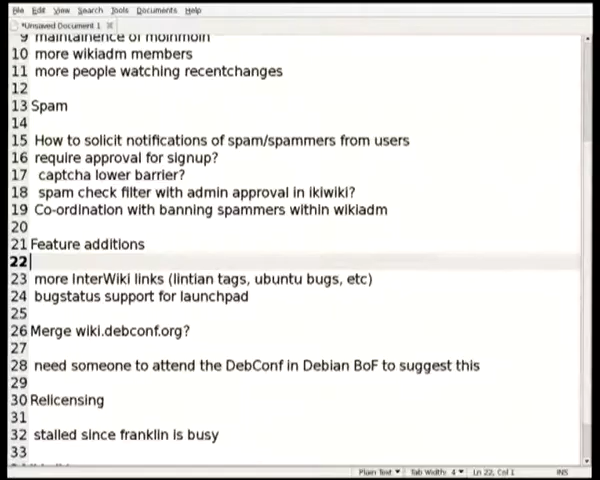 File Edit View Search Tools Documents Help
*Unsaved Document 1
9 maintainence of moinmoin
10 more wikiadm members
11 more people watching recentchanges
12
13 Spam
14
15 How to solicit notifications of spam/spammers from users
16 require approval for signup?
17 captcha lower barrier?
18 spam check filter with admin approval in ikiwiki?
19 Co-ordination with banning spammers within wikiadm
20
21 Feature additions
22
23 more InterWiki links (lintian tags, ubuntu bugs, etc)
24 bugstatus support for launchpad
25
26 Merge wiki.debconf.org?
27
28 need someone to attend the DebConf in Debian BoF to suggest this
29
30 Relicensing
31
32 stalled since franklin is busy
33
Plain Text Tab Width: 4 Ln 22, Col 1 INS